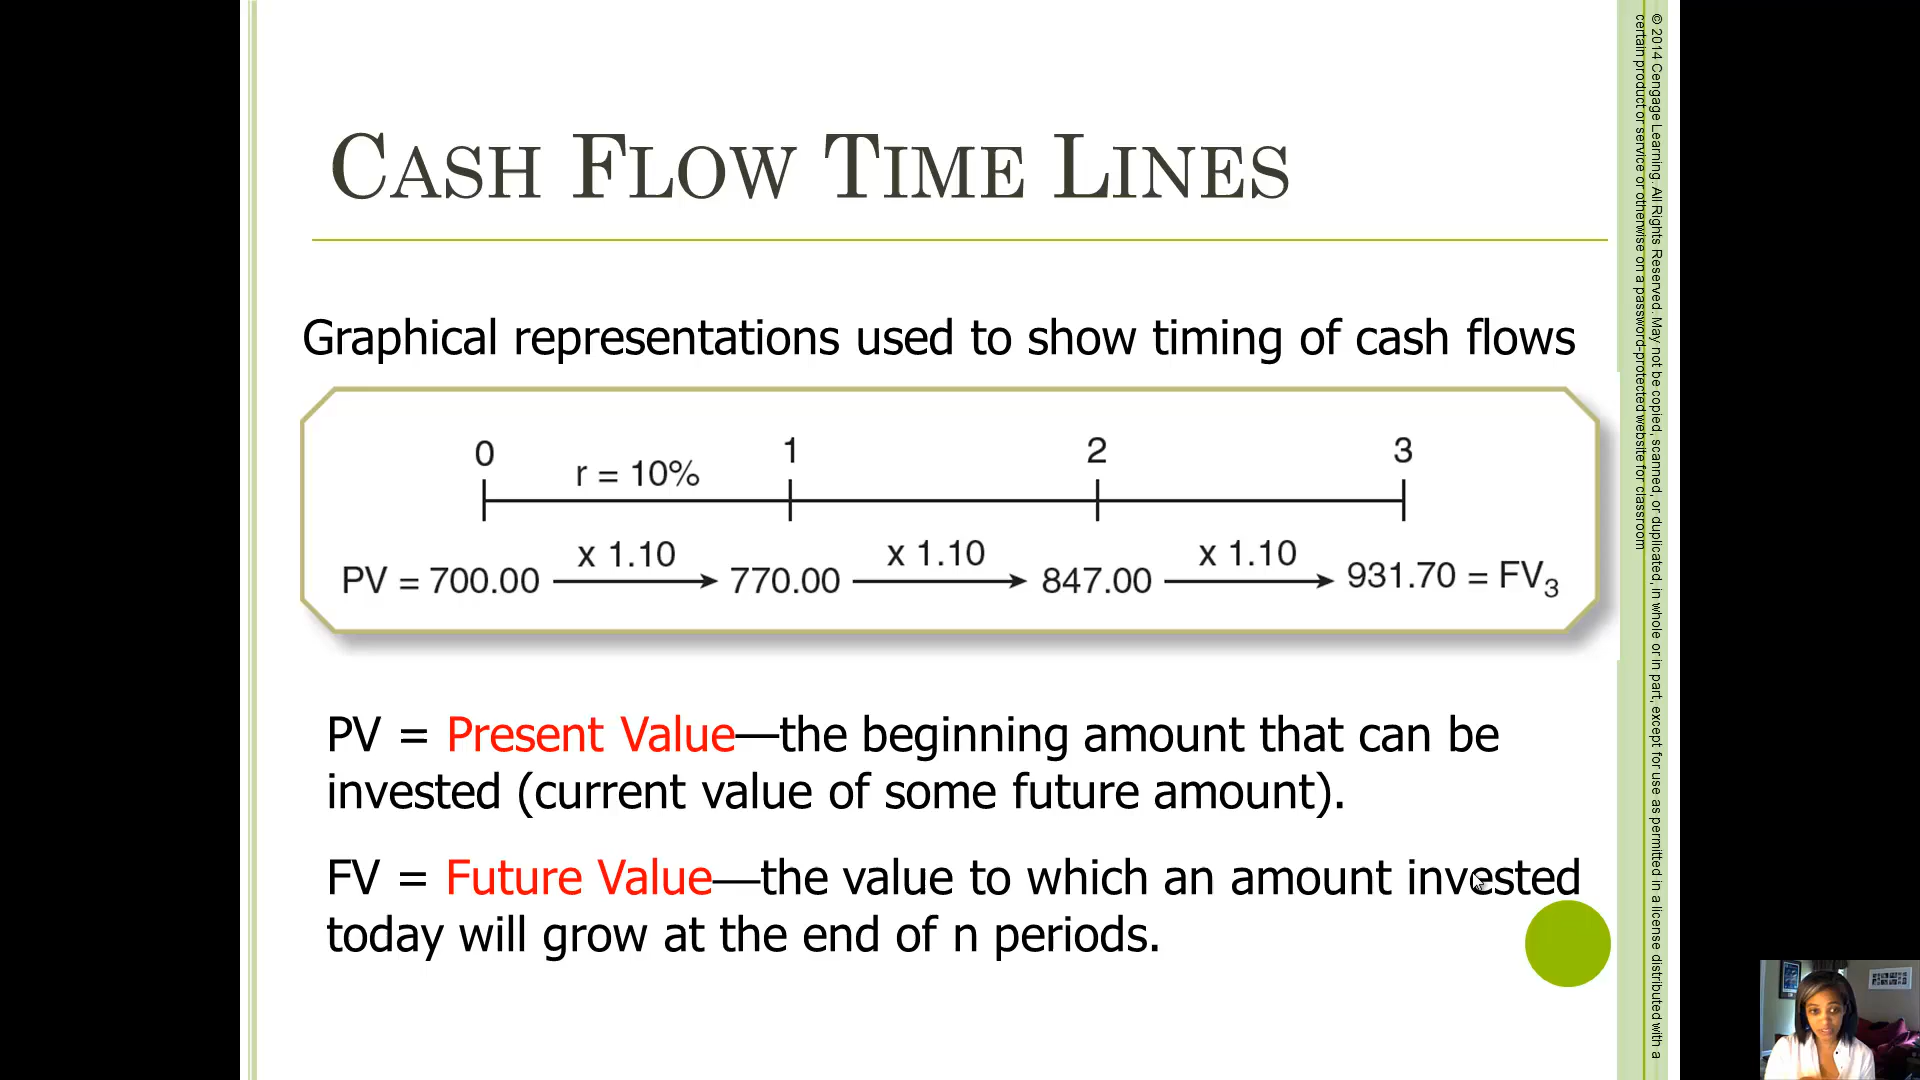 CASH FLOW TIME LINES
Graphical representations used to show timing of cash flows
0 1 2 3
r = 10%
x 1.10 x 1.10 x 1.10
PV = 700.00 770.00 847.00 931.70 = FV₃
PV = Present Value—the beginning amount that can be
invested (current value of some future amount).
FV = Future Value—the value to which an amount invested
today will grow at the end of n periods.
© 2014 Cengage Learning. All Rights Reserved. May not be copied, scanned, or duplicated, in whole or in part, except for use as permitted in a license distributed with a
certain product or service or otherwise on a password-protected website for classroom